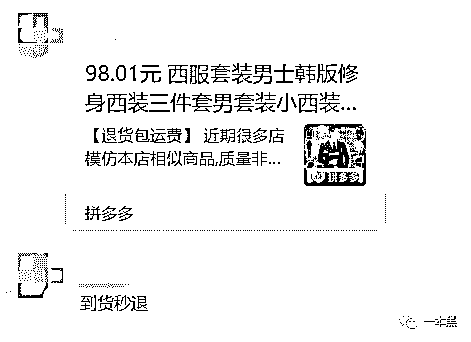 98.01元 西服套装男士韩版修
身西装三件套男套装小西装...
【退货包运费】 近期很多店
模仿本店相似商品,质量非...
拼多多
拼多多
到货秒退
一本黑